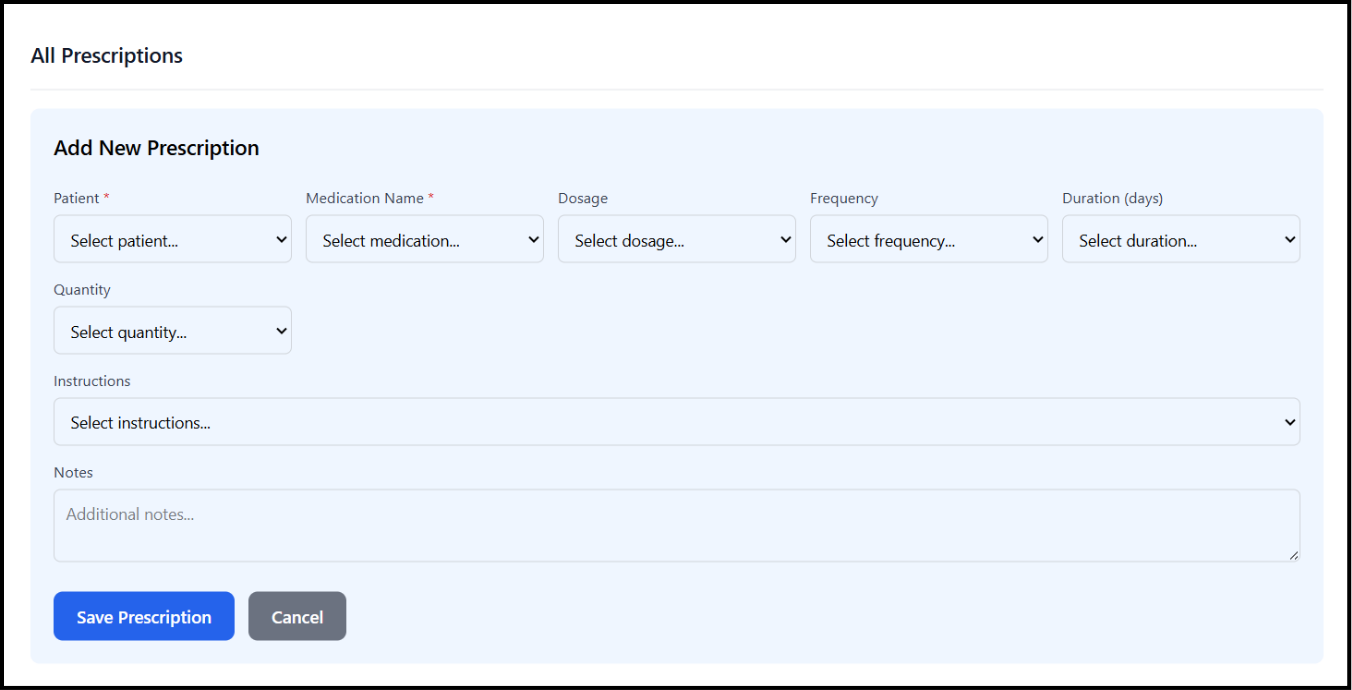 All Prescriptions
Add New Prescription
Patient * Medication Name * Dosage Frequency Duration (days)
Select patient... Select medication... Select dosage... Select frequency... Select duration...
Quantity
Select quantity...
Instructions
Select instructions...
Notes
Additional notes...
Save Prescription Cancel